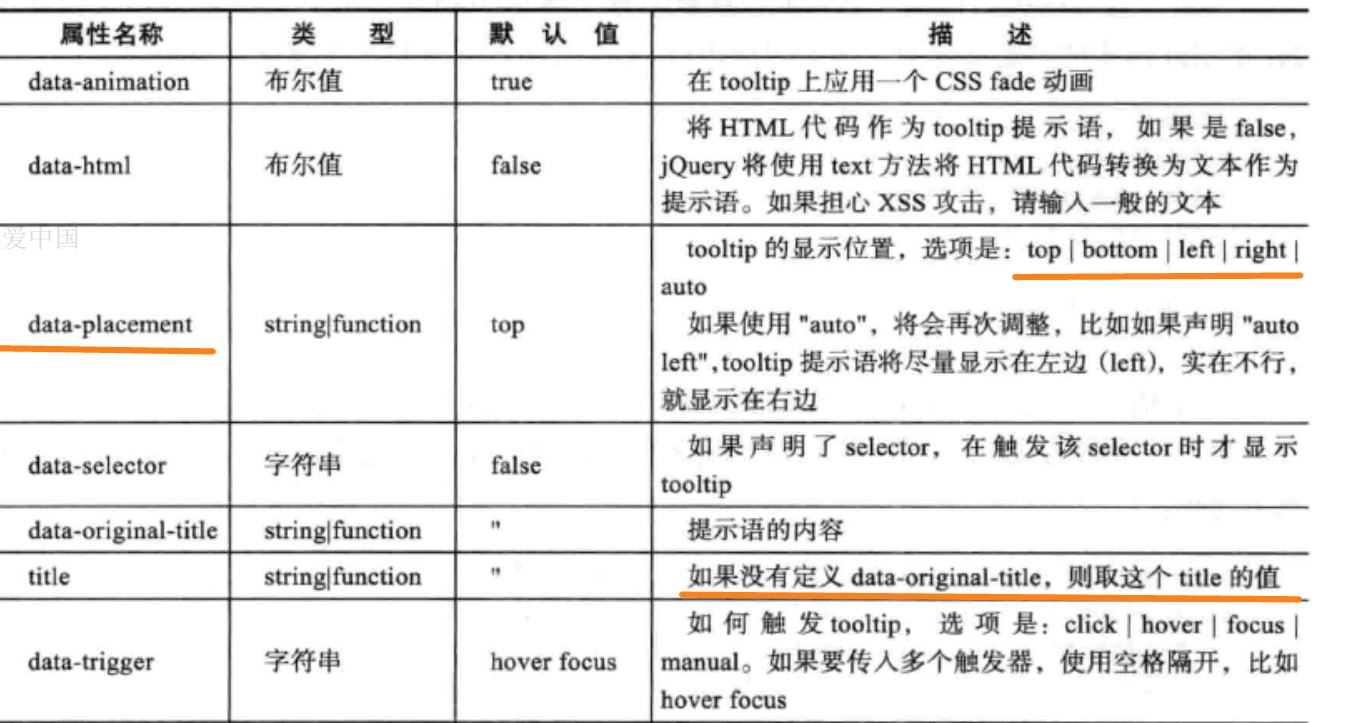 属性名称 类 型 默 认 值 描 述
data-animation 布尔值 true 在 tooltip 上应用一个 CSS fade 动画
将 HTML 代码作为 tooltip 提示语，如果是 false，
data-html 布尔值 false jQuery 将使用 text 方法将 HTML 代码转换为文本作为
提示语。如果担心 XSS 攻击，请输入一般的文本
爱中国
tooltip 的显示位置，选项是：top | bottom | left | right |
auto
data-placement string|function top 如果使用 "auto"，将会再次调整，比如如果声明 "auto
left",tooltip 提示语将尽量显示在左边（left)，实在不行，
就显示在右边
如果声明了 selector，在触发该 selector 时才显示
data-selector 字符串 false
tooltip
data-original-title string|function '' 提示语的内容
title string|function '' 如果没有定义 data-original-title，则取这个 title 的值
如何触发 tooltip，选项是：click | hover | focus |
data-trigger 字符串 hover focus manual。如果要传入多个触发器，使用空格隔开，比如
hover focus